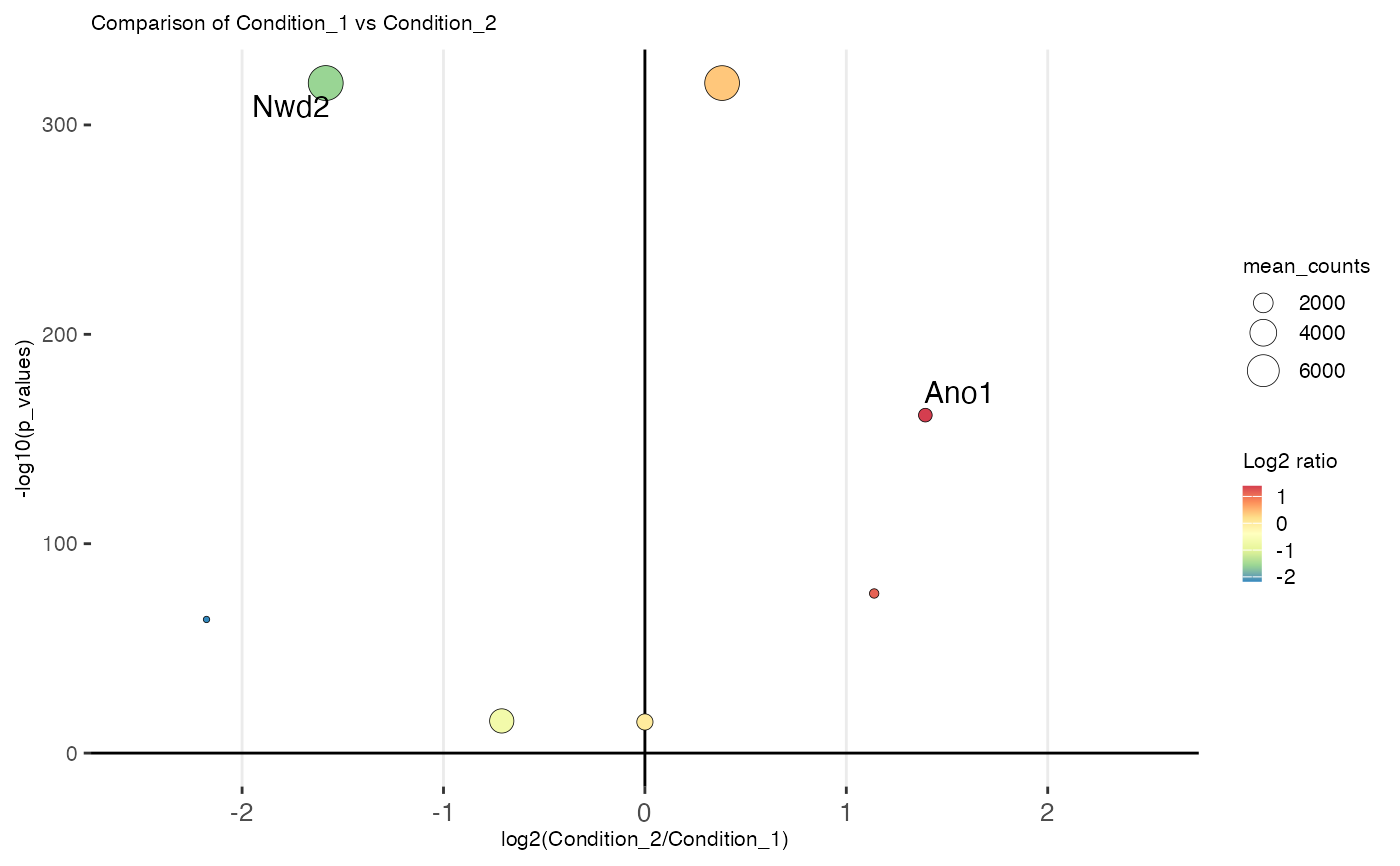 Comparison of Condition_1 vs Condition_2
Nwd2
300
200
Ano1
100
0
-2
-1
0
1
2
log2(Condition_2/Condition_1)
-log10(p_values)
mean_counts
2000
4000
6000
Log2 ratio
1
0
-1
-2